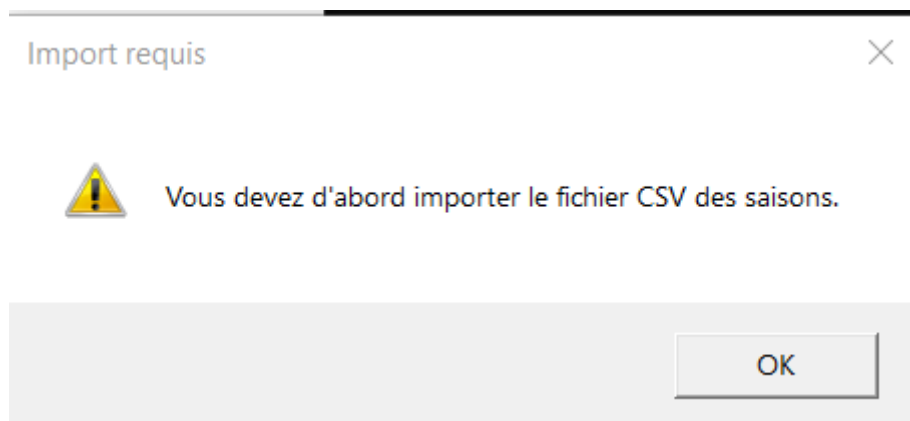 Import requis
Vous devez d'abord importer le fichier CSV des saisons.
OK